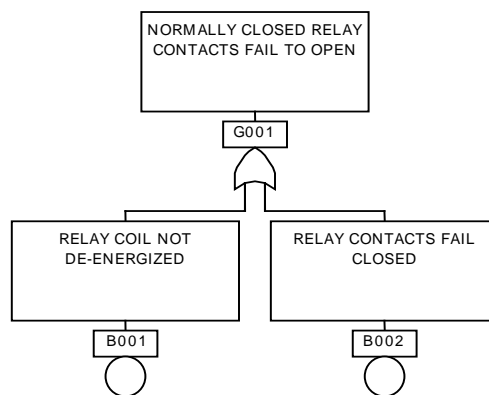 NORMALLY CLOSED RELAY
CONTACTS FAIL TO OPEN
G001
RELAY COIL NOT
DE-ENERGIZED
RELAY CONTACTS FAIL
CLOSED
B001
B002